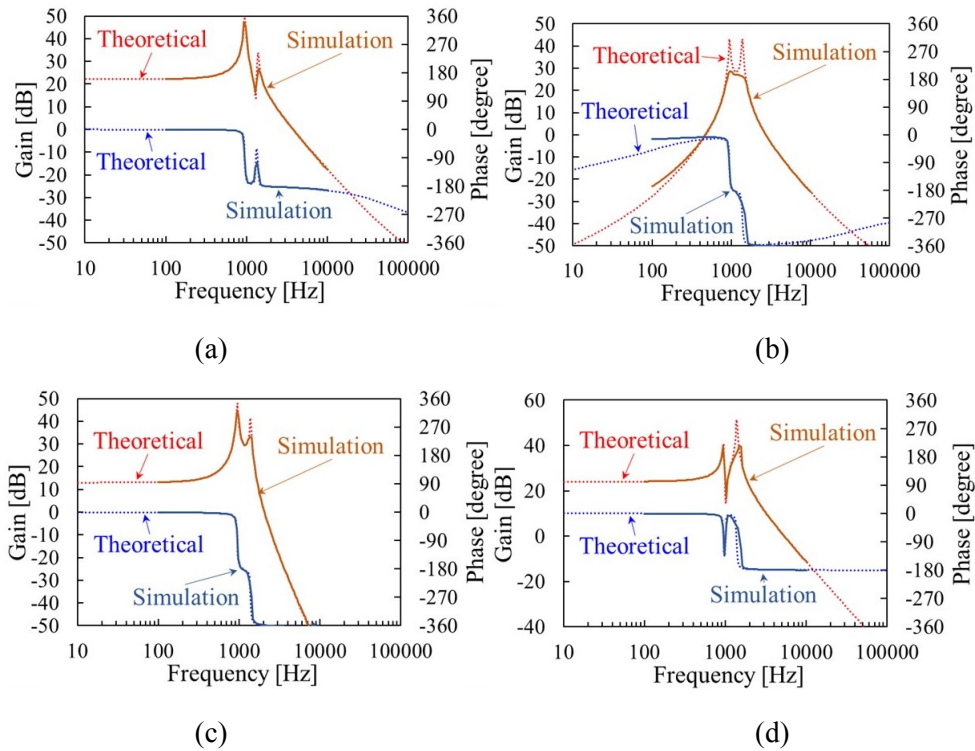 50 360
40 270
30
20 180
10 90
0 0
-10 -90
-20
-30 -180
-40 -270
-50 -360
Gain [dB]
Phase [degree]
Theoretical
Simulation
Theoretical
Simulation
10 100 1000 10000 100000
Frequency [Hz]
(a)
50 360
40 270
30
20 180
10 90
0 0
-10 -90
-20
-30 -180
-40 -270
-50 -360
Gain [dB]
Phase [degree]
Theoretical
Simulation
Theoretical
Simulation
10 100 1000 10000 100000
Frequency [Hz]
(b)
50 360
40 270
30
20 180
10 90
0 0
-10 -90
-20
-30 -180
-40 -270
-50 -360
Gain [dB]
Phase [degree]
Theoretical
Simulation
Theoretical
Simulation
10 100 1000 10000 100000
Frequency [Hz]
(c)
60 360
270
40 180
20 90
0
0 -90
-20 -180
-270
-40 -360
Gain [dB]
Phase [degree]
Theoretical
Simulation
Theoretical
Simulation
10 100 1000 10000 100000
Frequency [Hz]
(d)